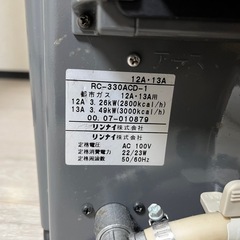 アース
12A・13A
RC-330ACD-1
都市ガス 12A・13A用
12A 3.26kW(2800kcal/h)
13A 3.49kW(3000kcal/h)
00.07-010879
リンナイ株式会社
リンナイ株式会社
定格電圧 AC 100V
定格消費電力 22/23W
定格周波数 50/60Hz